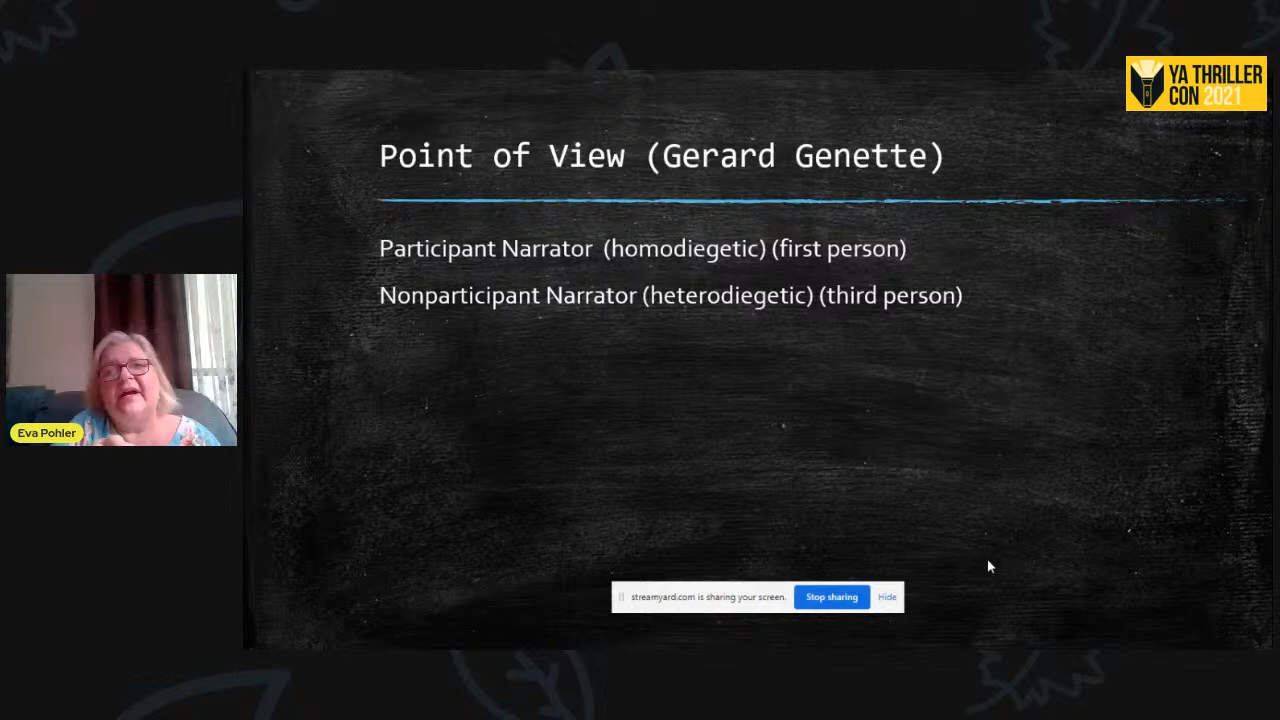 YA THRILLER
CON 2021
Point of View (Gerard Genette)
Participant Narrator (homodiegetic) (first person)
Nonparticipant Narrator (heterodiegetic) (third person)
Eva Pohler
streamyard.com is sharing your screen. Stop sharing Hide